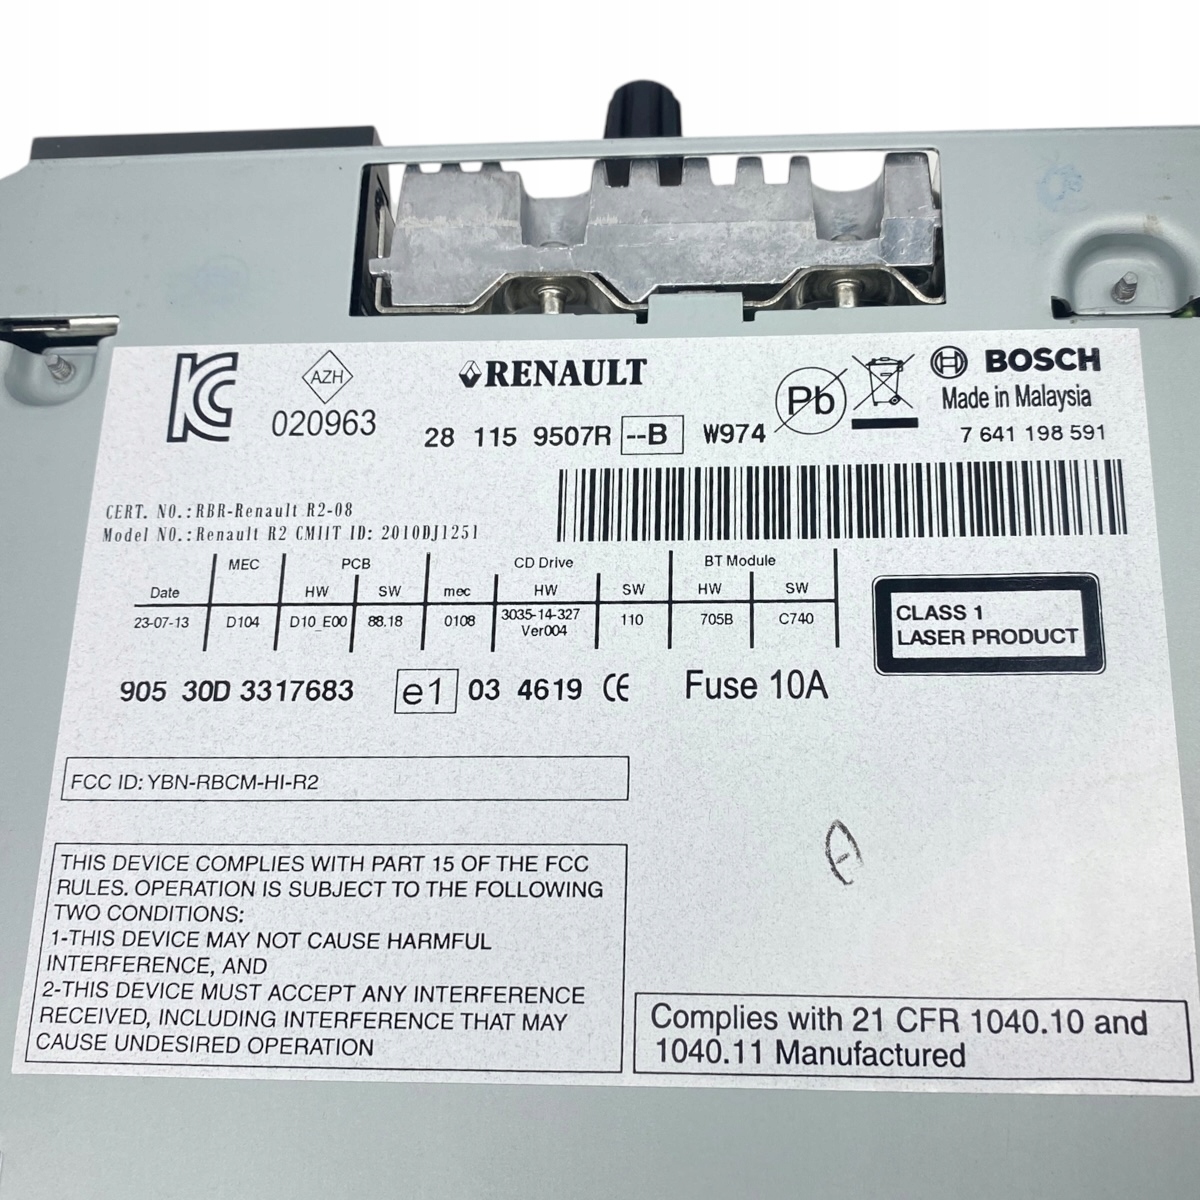 AZH
020963
RENAULT
28 115 9507R --B W974
Pb
BOSCH
Made in Malaysia
7 641 198 591
CERT. NO.:RBR-Renault R2-08
Model NO.:Renault R2 CMIIT ID: 2010DJ1251
MEC PCB CD Drive BT Module
Date HW SW mec HW SW HW SW
23-07-13 D104 D10_E00 88.18 0108 3035-14-327 110 705B C740
Ver004
CLASS 1
LASER PRODUCT
905 30D 3317683 e1 03 4619 CE Fuse 10A
FCC ID: YBN-RBCM-HI-R2
THIS DEVICE COMPLIES WITH PART 15 OF THE FCC
RULES. OPERATION IS SUBJECT TO THE FOLLOWING
TWO CONDITIONS:
1-THIS DEVICE MAY NOT CAUSE HARMFUL
INTERFERENCE, AND
2-THIS DEVICE MUST ACCEPT ANY INTERFERENCE
RECEIVED, INCLUDING INTERFERENCE THAT MAY
CAUSE UNDESIRED OPERATION
Complies with 21 CFR 1040.10 and
1040.11 Manufactured